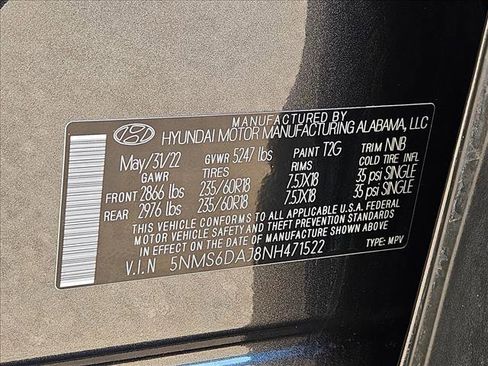 MANUFACTURED BY
HYUNDAI MOTOR MANUFACTURING ALABAMA, LLC
May/31/22 GVWR 5247 lbs PAINT T2G TRIM NNB
GAWR TIRES RIMS COLD TIRE INFL
FRONT 2866 lbs 235/60R18 7.5JX18 35 psi SINGLE
REAR 2976 lbs 235/60R18 7.5JX18 35 psi SINGLE
THIS VEHICLE CONFORMS TO ALL APPLICABLE U.S.A FEDERAL
MOTOR VEHICLE SAFETY AND THEFT PREVENTION STANDARDS
IN EFFECT ON THE DATE OF MANUFACTURE SHOWN ABOVE.
V.I.N 5NMS6DAJ8NH471522 TYPE: MPV